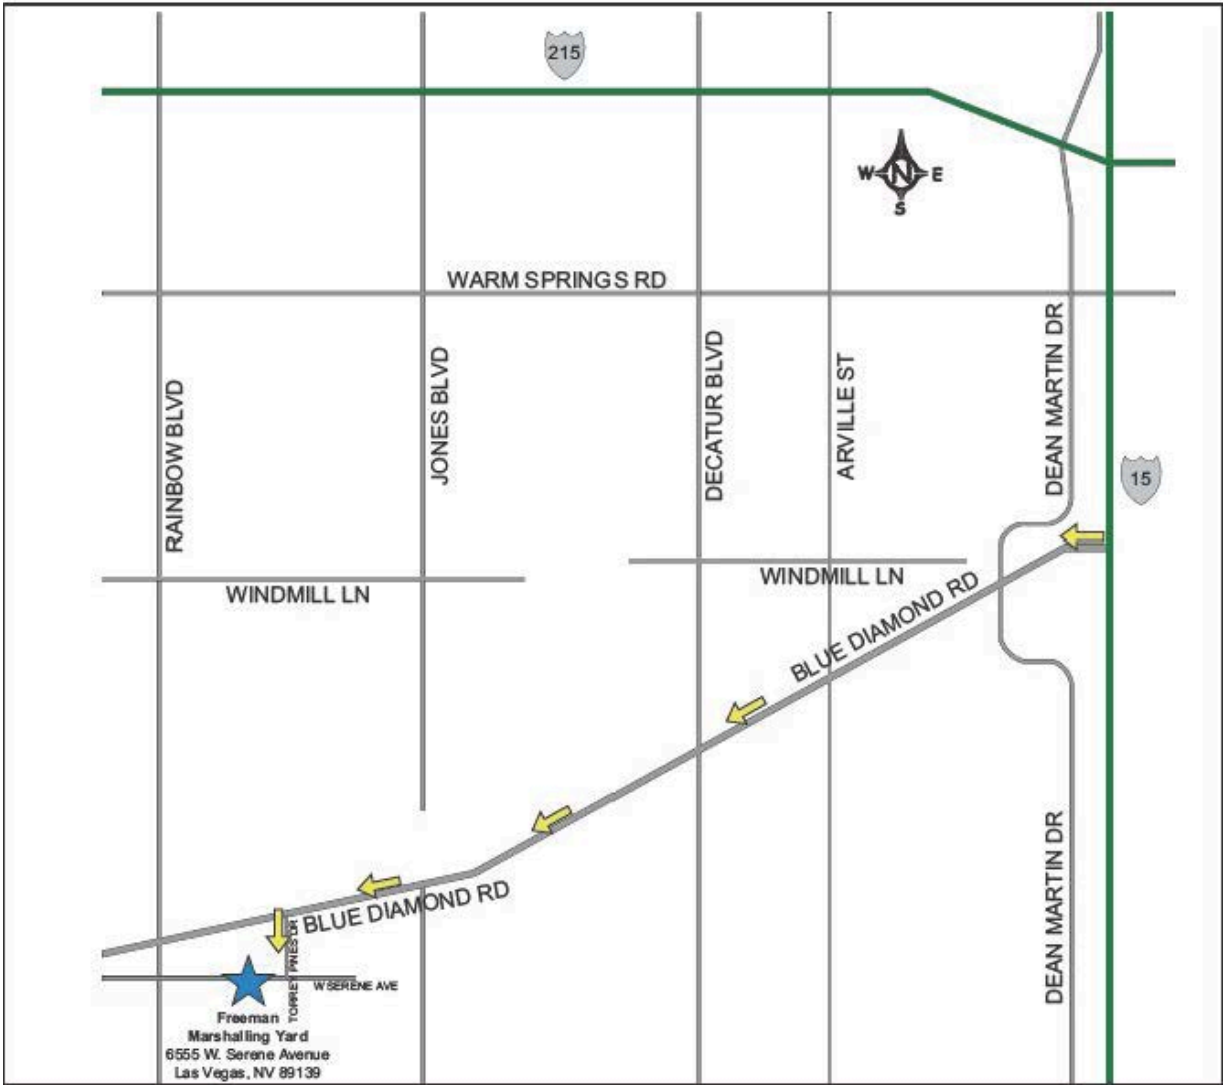 215
N
W
E
S
WARM SPRINGS RD
RAINBOW BLVD
JONES BLVD
DECATUR BLVD
ARVILLE ST
DEAN MARTIN DR
15
WINDMILL LN
WINDMILL LN
BLUE DIAMOND RD
BLUE DIAMOND RD
DEAN MARTIN DR
TORREY PINES DR
W SERENE AVE
Freeman
Marshalling Yard
6555 W. Serene Avenue
Las Vegas, NV 89139